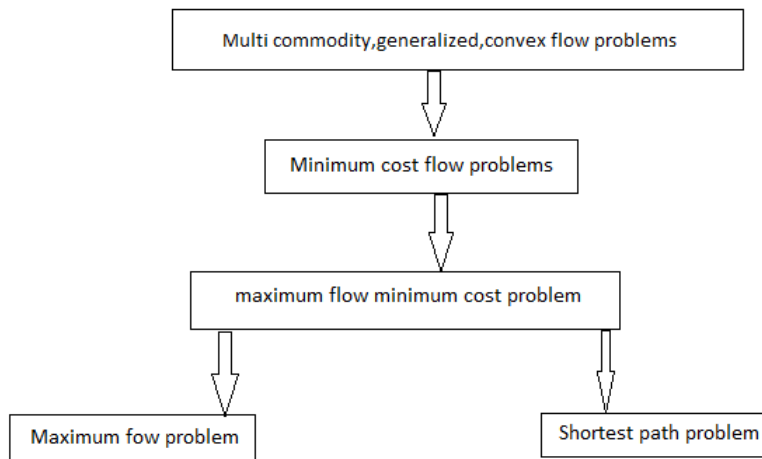 Multi commodity,generalized,convex flow problems
Minimum cost flow problems
maximum flow minimum cost problem
Maximum fow problem
Shortest path problem